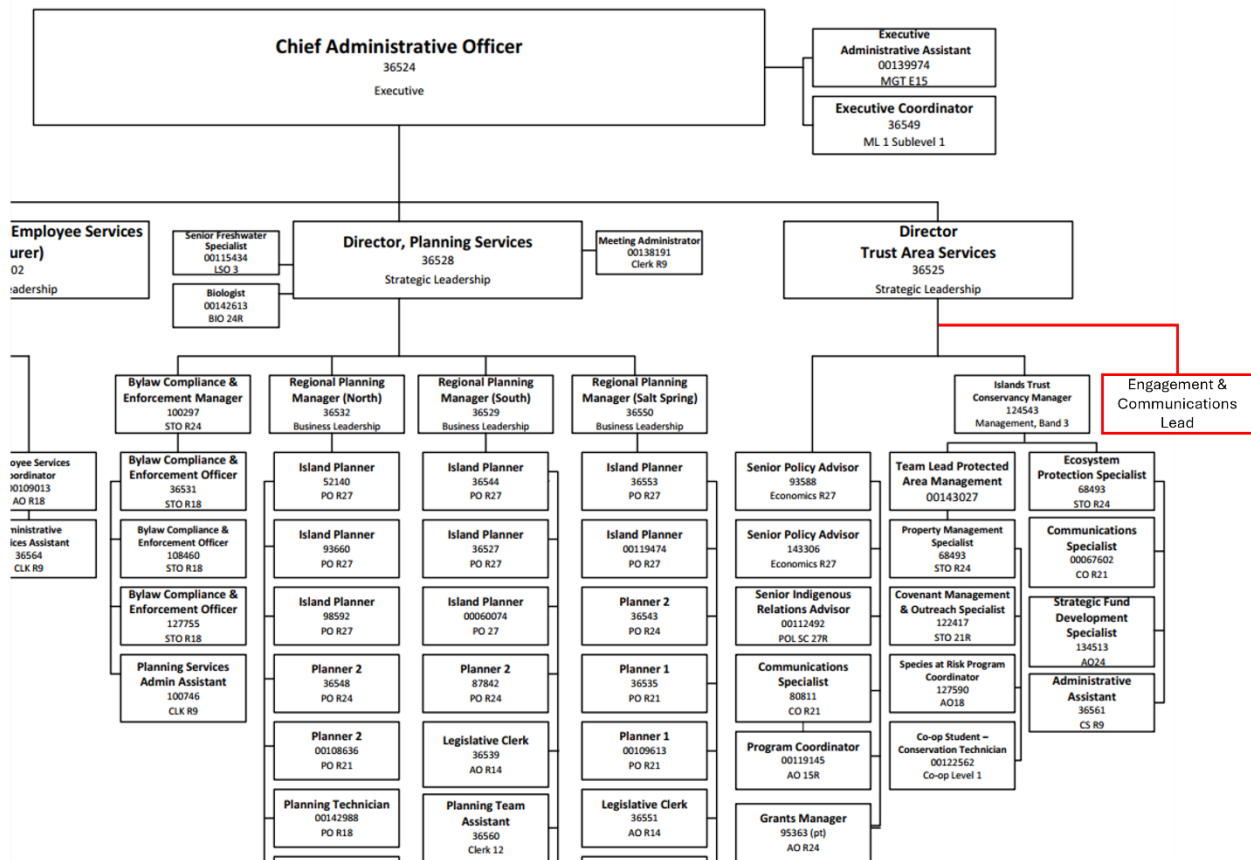 Chief Administrative Officer
36524
Executive
Executive
Administrative Assistant
00139974
MGT E15
Executive Coordinator
36549
ML 1 Sublevel 1
Employee Services
urer)
02
eadership
Senior Freshwater
Specialist
00115434
LSO 3
Biologist
00142613
BIO 24R
Director, Planning Services
36528
Strategic Leadership
Meeting Administrator
00138191
Clerk R9
Director
Trust Area Services
36525
Strategic Leadership
Engagement &
Communications
Lead
oyee Services
oordinator
00109013
AO R18
ministrative
ices Assistant
36564
CLK R9
Bylaw Compliance &
Enforcement Manager
100297
STO R24
Bylaw Compliance &
Enforcement Officer
36531
STO R18
Bylaw Compliance &
Enforcement Officer
108460
STO R18
Bylaw Compliance &
Enforcement Officer
127755
STO R18
Planning Services
Admin Assistant
100746
CLK R9
Regional Planning
Manager (North)
36532
Business Leadership
Island Planner
52140
PO R27
Island Planner
93660
PO R27
Island Planner
98592
PO R27
Planner 2
36548
PO R24
Planner 2
00108636
PO R21
Planning Technician
00142988
PO R18
Regional Planning
Manager (South)
36529
Business Leadership
Island Planner
36544
PO R27
Island Planner
36527
PO R27
Island Planner
00060074
PO 27
Planner 2
87842
PO R24
Legislative Clerk
36539
AO R14
Planning Team
Assistant
36560
Clerk 12
Regional Planning
Manager (Salt Spring)
36550
Business Leadership
Island Planner
36553
PO R27
Island Planner
00119474
PO R27
Planner 2
36543
PO R24
Planner 1
36535
PO R21
Planner 1
00109613
PO R21
Legislative Clerk
36551
AO R14
Senior Policy Advisor
93588
Economics R27
Senior Policy Advisor
143306
Economics R27
Senior Indigenous
Relations Advisor
00112492
POL SC 27R
Communications
Specialist
80811
CO R21
Program Coordinator
00119145
AO 15R
Grants Manager
95363 (pt)
AO R24
Islands Trust
Conservancy Manager
124543
Management, Band 3
Team Lead Protected
Area Management
00143027
Property Management
Specialist
68493
STO R24
Covenant Management
& Outreach Specialist
122417
STO 21R
Species at Risk Program
Coordinator
127590
AO18
Co-op Student –
Conservation Technician
00122562
Co-op Level 1
Ecosystem
Protection Specialist
68493
STO R24
Communications
Specialist
00067602
CO R21
Strategic Fund
Development
Specialist
134513
AO24
Administrative
Assistant
36561
CS R9